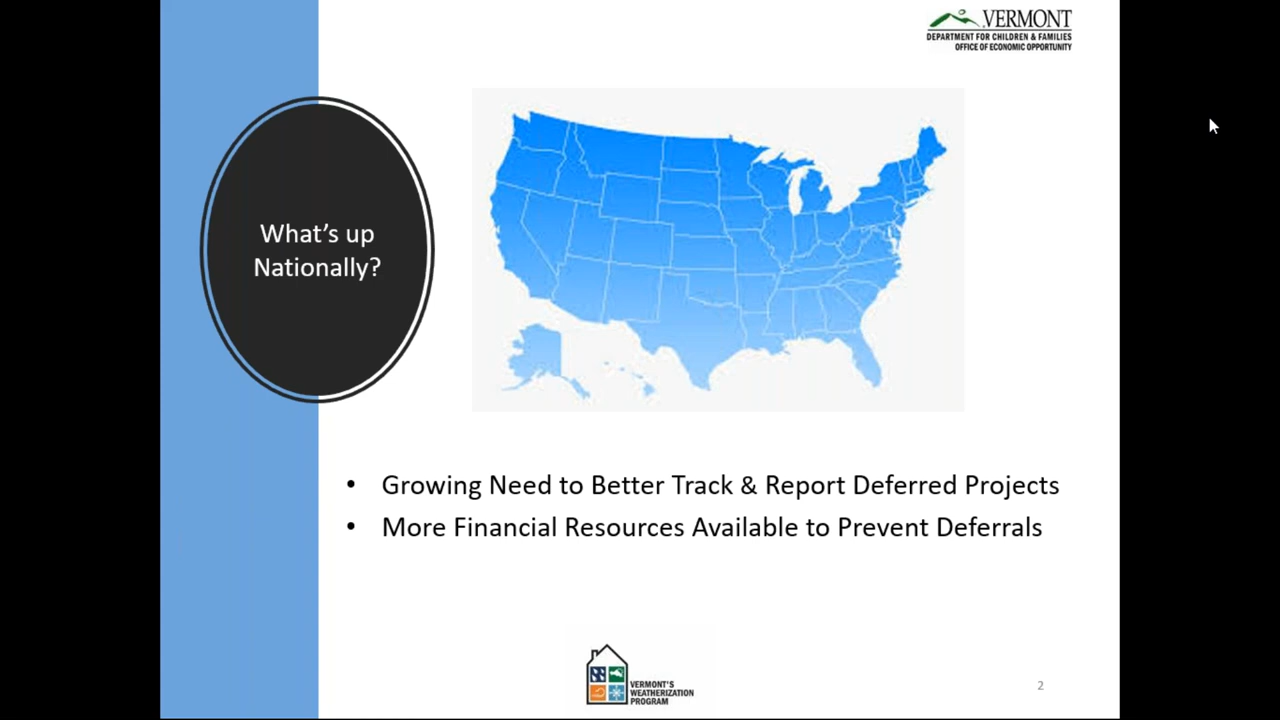 VERMONT
DEPARTMENT FOR CHILDREN & FAMILIES
OFFICE OF ECONOMIC OPPORTUNITY
What’s up
Nationally?
• Growing Need to Better Track & Report Deferred Projects
• More Financial Resources Available to Prevent Deferrals
VERMONT'S
WEATHERIZATION
PROGRAM
2